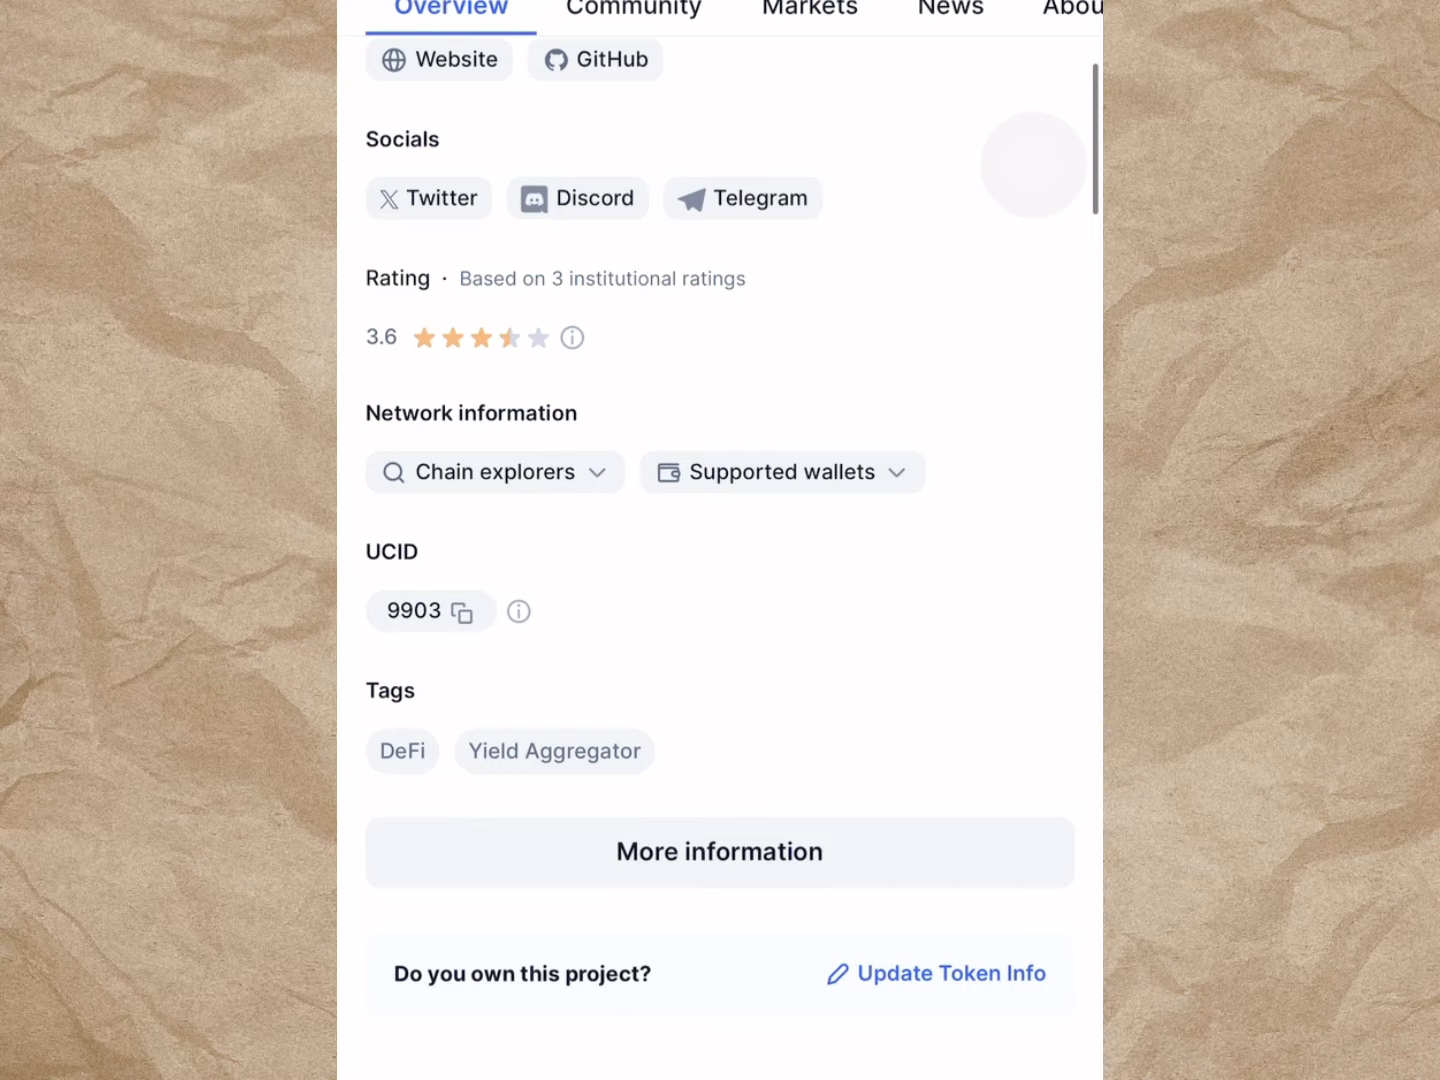 Overview Community Markets News Abou
Website GitHub
Socials
Twitter Discord Telegram
Rating · Based on 3 institutional ratings
3.6
Network information
Chain explorers Supported wallets
UCID
9903
Tags
DeFi Yield Aggregator
More information
Do you own this project? Update Token Info